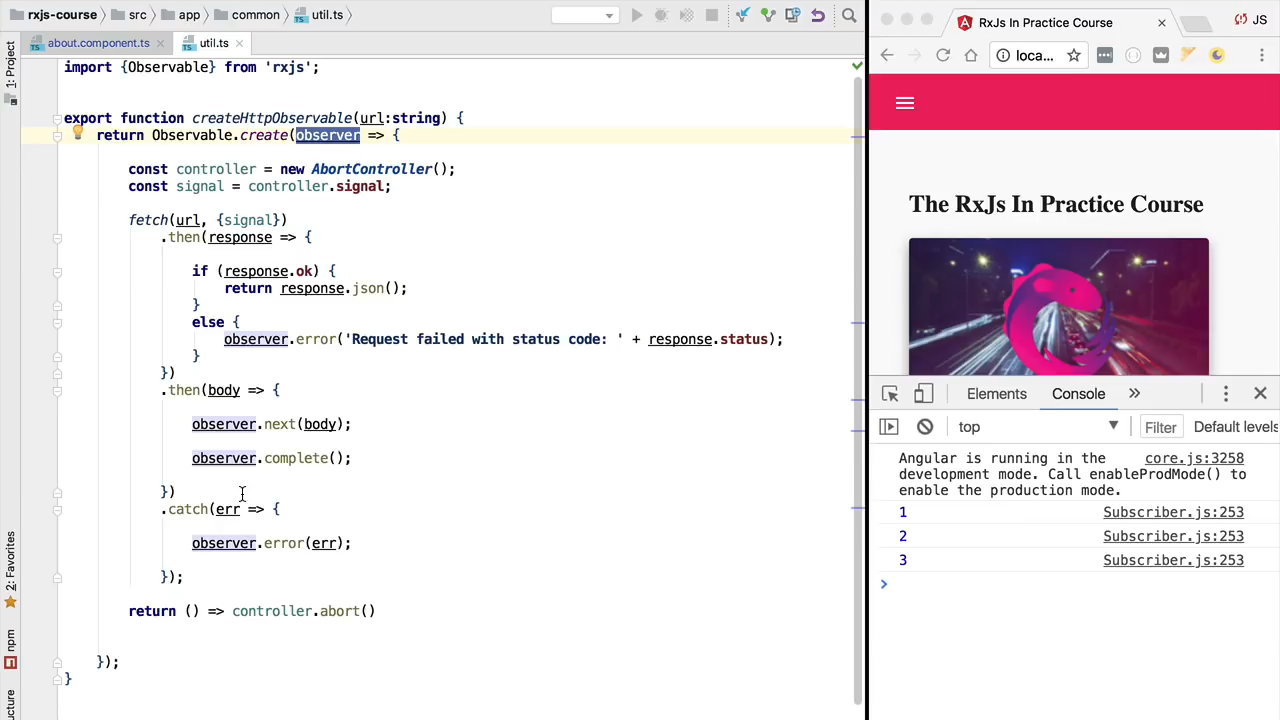 rxjs-course
src
app
common
util.ts
about.component.ts
util.ts
1: Project
2: Favorites
npm
ucture
import {Observable} from 'rxjs';
export function createHttpObservable(url:string) {
return Observable.create(observer => {
const controller = new AbortController();
const signal = controller.signal;
fetch(url, {signal})
.then(response => {
if (response.ok) {
return response.json();
}
else {
observer.error('Request failed with status code: ' + response.status);
}
})
.then(body => {
observer.next(body);
observer.complete();
})
.catch(err => {
observer.error(err);
});
return () => controller.abort()
});
}
RxJs In Practice Course
JS
loca...
The RxJs In Practice Course
Elements
Console
top
Filter
Default levels
Angular is running in the core.js:3258
development mode. Call enableProdMode() to
enable the production mode.
1 Subscriber.js:253
2 Subscriber.js:253
3 Subscriber.js:253